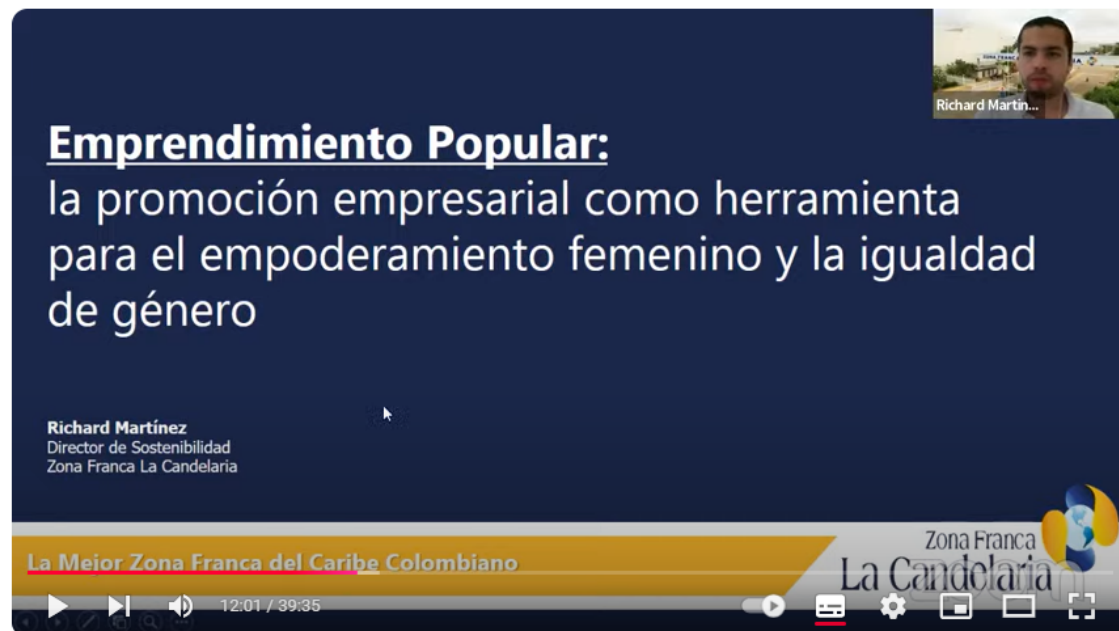 Richard Martin...
Emprendimiento Popular:
la promoción empresarial como herramienta
para el empoderamiento femenino y la igualdad
de género
Richard Martínez
Director de Sostenibilidad
Zona Franca La Candelaria
La Mejor Zona Franca del Caribe Colombiano
Zona Franca
La Candelaria
12:01 / 39:35